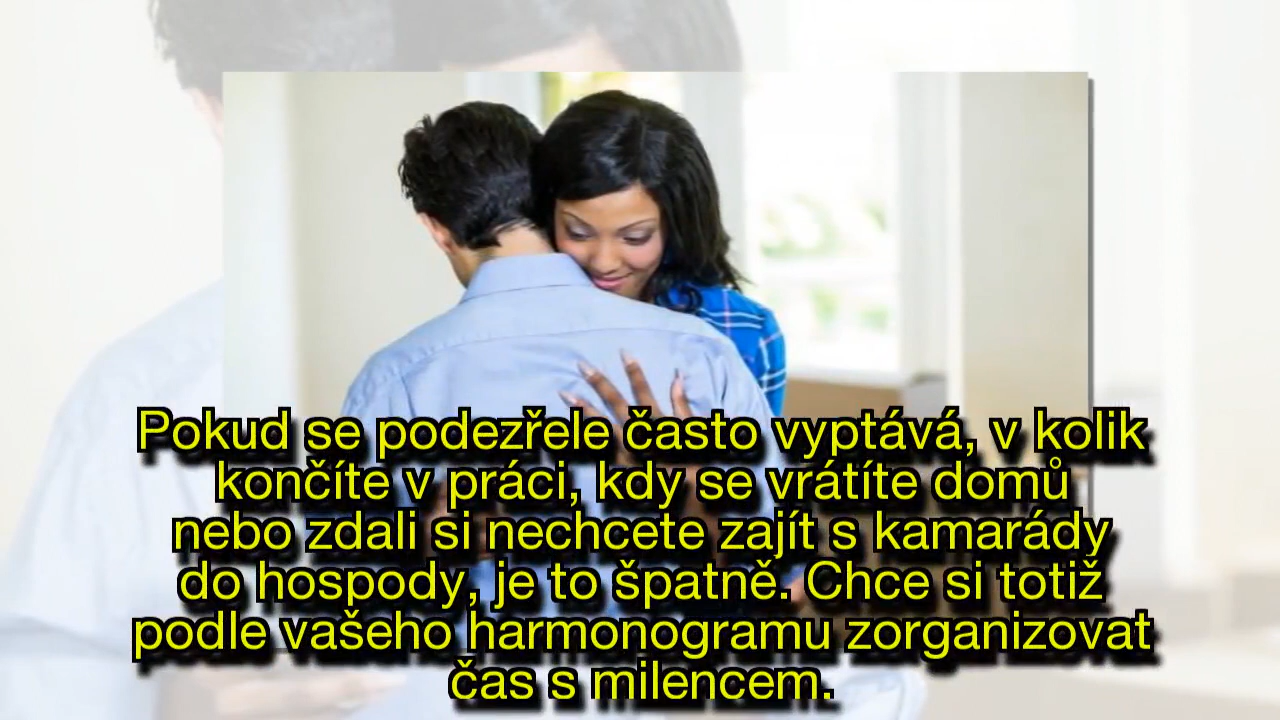 Pokud se podezřele často vyptává, v kolik
končíte v práci, kdy se vrátíte domů
nebo zdali si nechcete zajít s kamarády
do hospody, je to špatně. Chce si totiž
podle vašeho harmonogramu zorganizovat
čas s milencem.